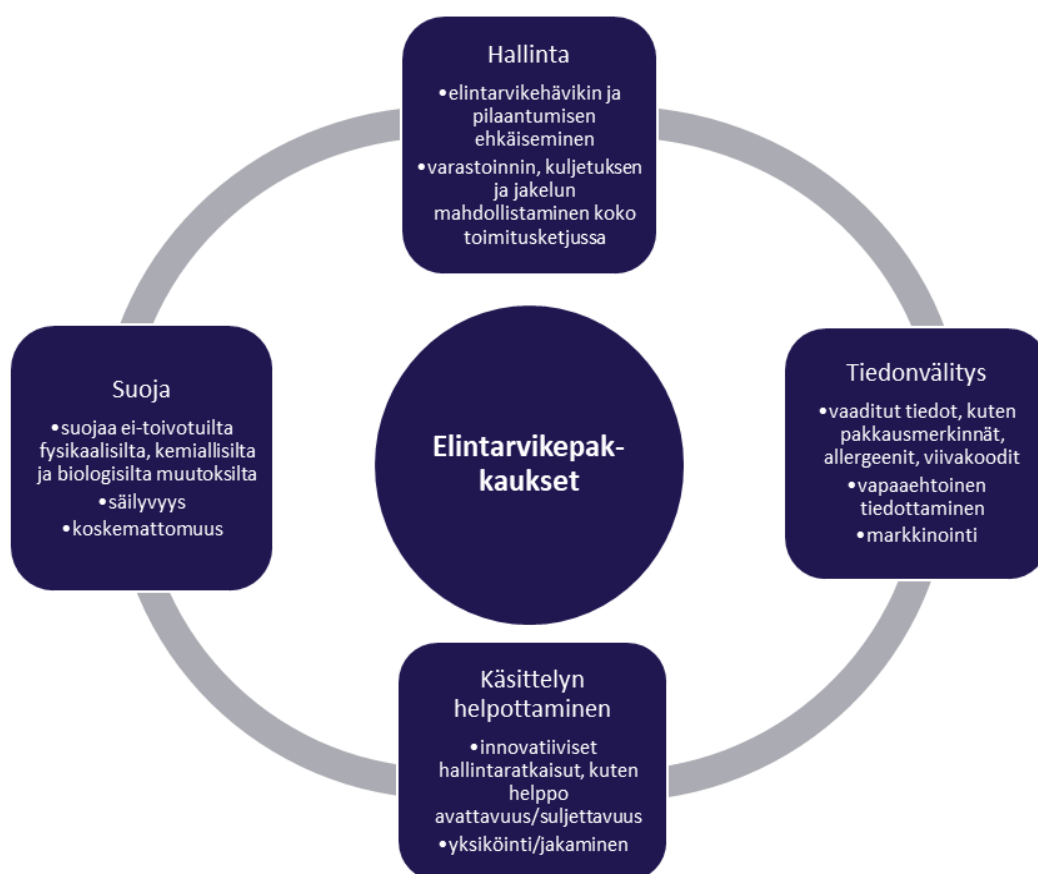 Hallinta
•elintarvikehävikin ja
pilaantumisen
ehkäiseminen
•varastoinnin, kuljetuksen
ja jakelun
mahdollistaminen koko
toimitusketjussa
Suoja
•suojaa ei-toivotuilta
fysikaalisilta, kemiallisilta
ja biologisilta muutoksilta
•säilyvyys
•koskemattomuus
Elintarvikepak-
kaukset
Tiedonvälitys
•vaaditut tiedot, kuten
pakkausmerkinnät,
allergeenit, viivakoodit
•vapaaehtoinen
tiedottaminen
•markkinointi
Käsittelyn
helpottaminen
•innovatiiviset
hallintaratkaisut, kuten
helppo
avattavuus/suljettavuus
•yksiköinti/jakaminen